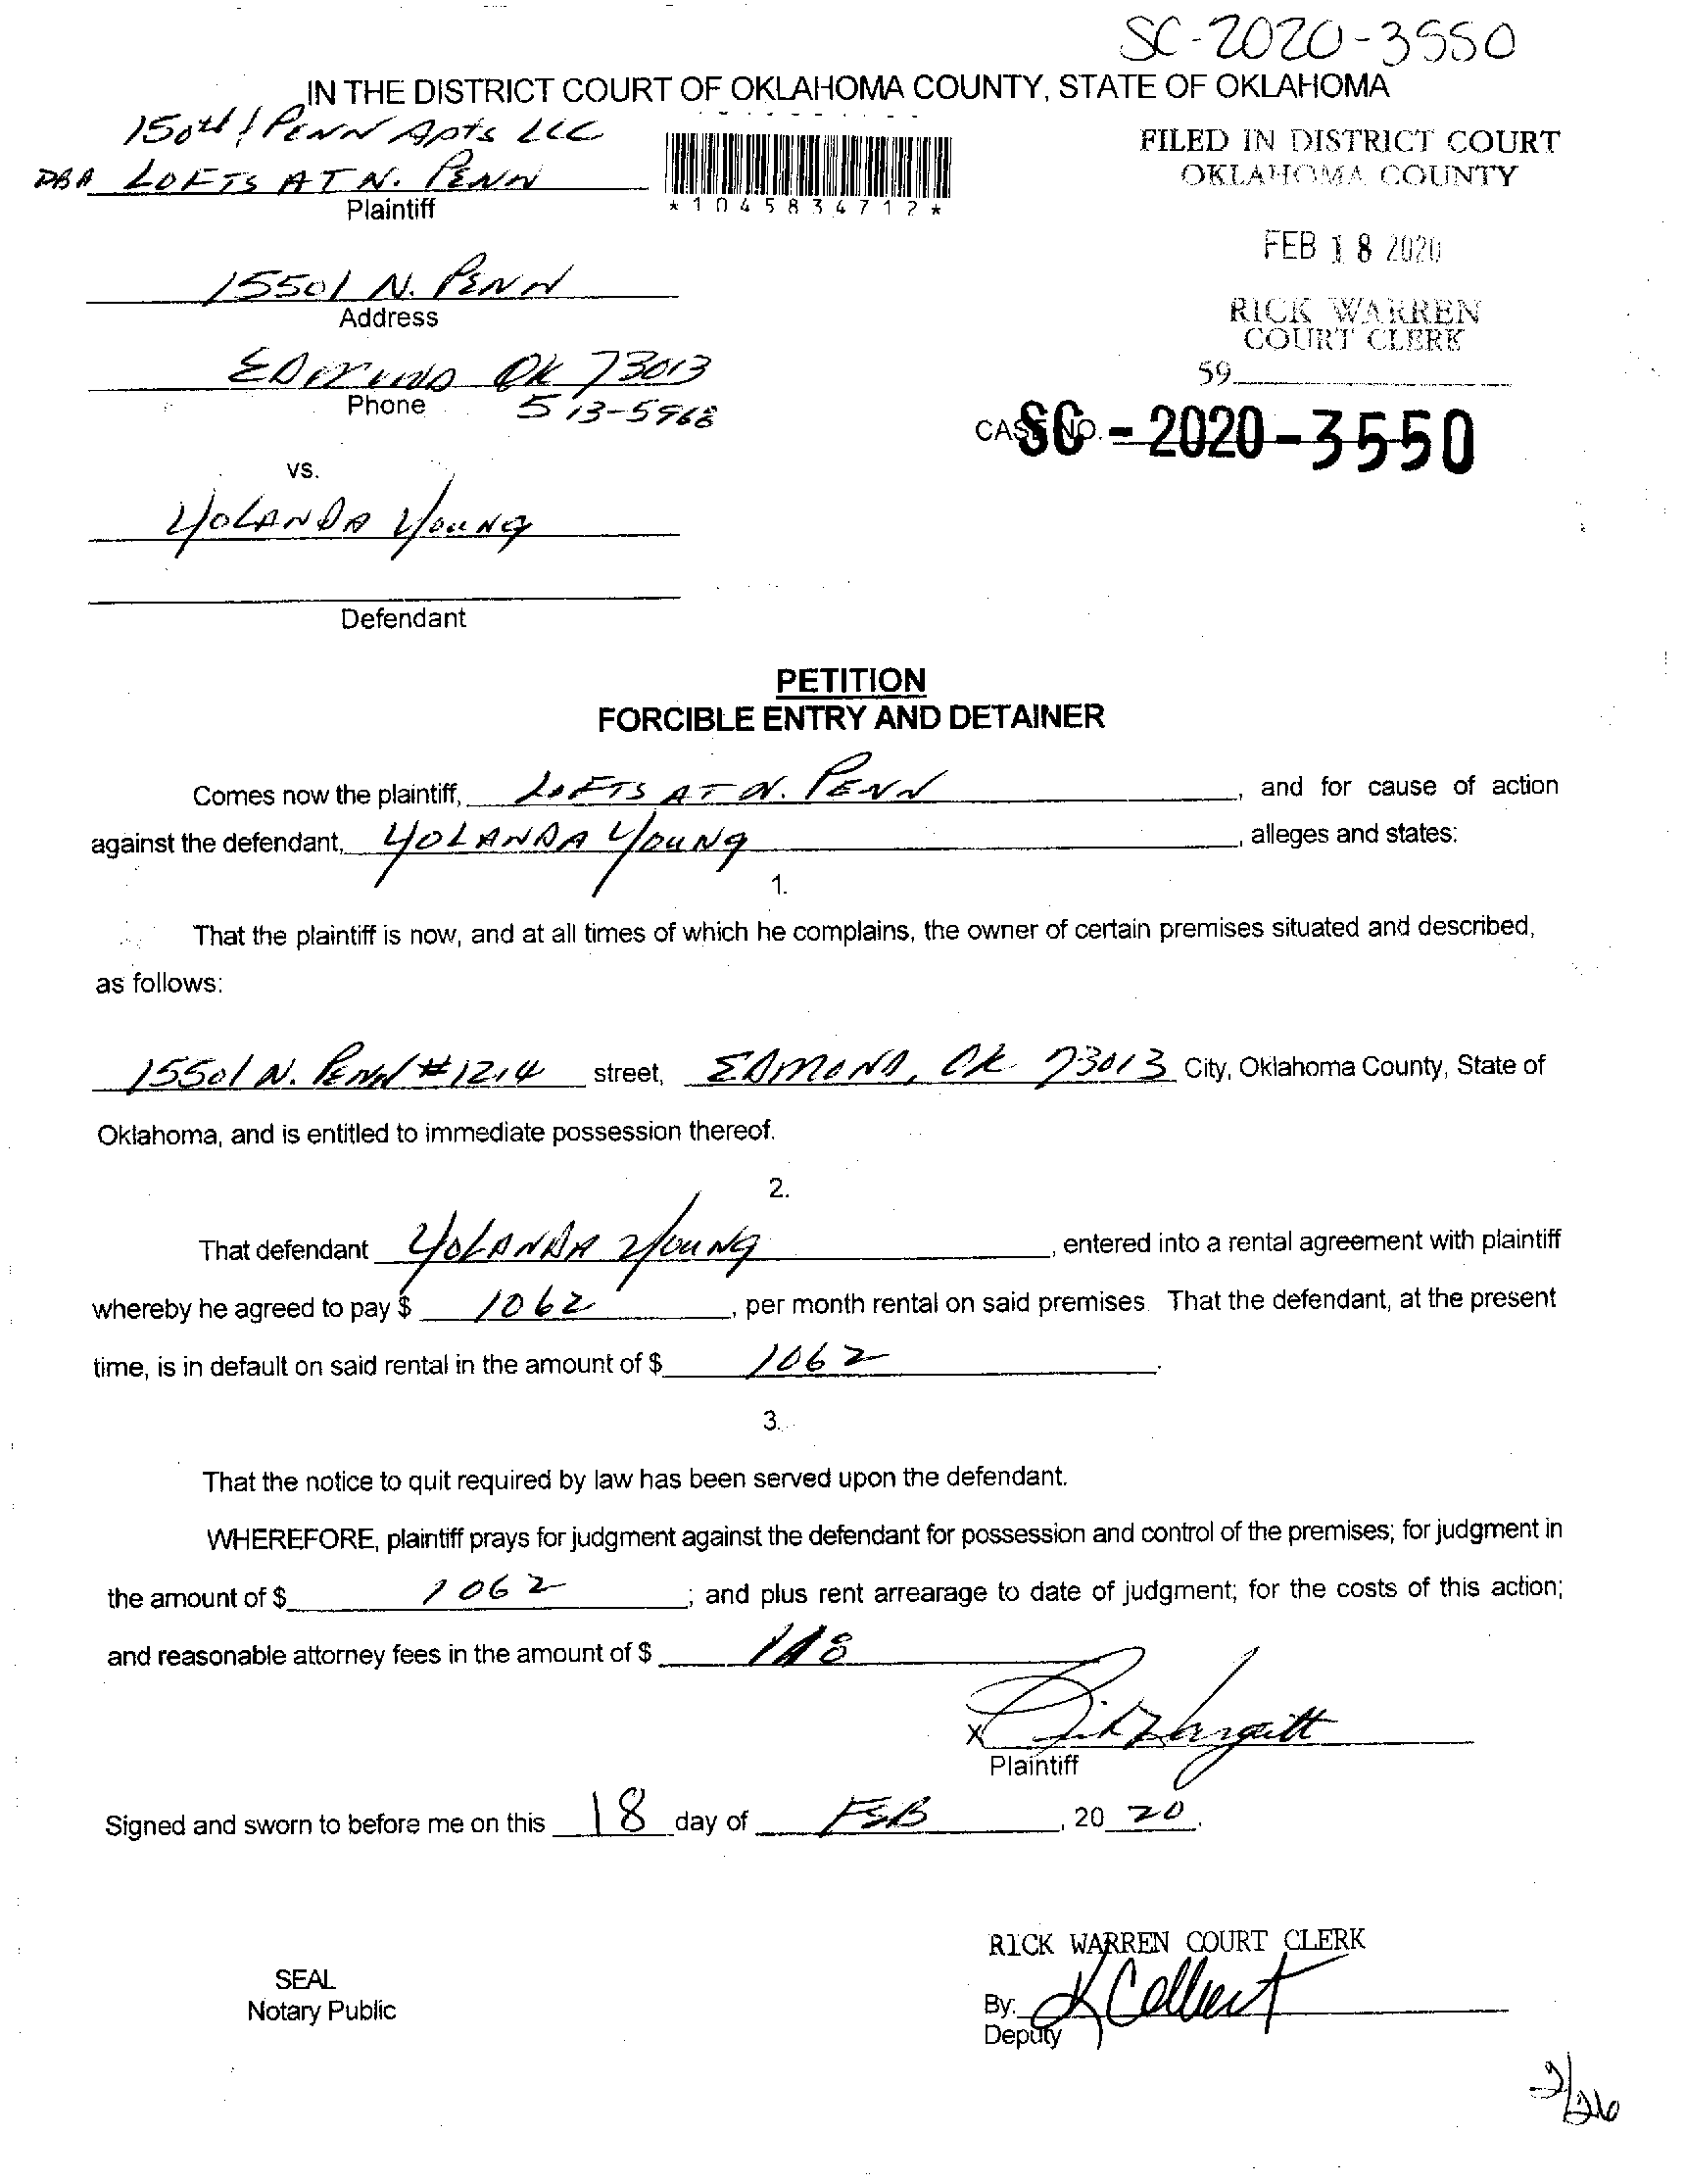 SC-2020-3550
IN THE DISTRICT COURT OF OKLAHOMA COUNTY, STATE OF OKLAHOMA
150th & PENN Apts LLC
DBA LOFTS AT N. PENN
Plaintiff
*1045834712*
FILED IN DISTRICT COURT
OKLAHOMA COUNTY
FEB 18 2020
RICK WARREN
COURT CLERK
59
15501 N. PENN
Address
EDMOND OK 73013
Phone 513-5968
CASE NO. SC-2020-3550
vs.
YOLANDA YOUNG
Defendant
PETITION
FORCIBLE ENTRY AND DETAINER
Comes now the plaintiff, LOFTS AT N. PENN, and for cause of action
against the defendant, YOLANDA YOUNG, alleges and states:
1.
That the plaintiff is now, and at all times of which he complains, the owner of certain premises situated and described,
as follows:
15501 N. PENN #1214 street, EDMOND, OK 73013 City, Oklahoma County, State of
Oklahoma, and is entitled to immediate possession thereof.
2.
That defendant YOLANDA YOUNG, entered into a rental agreement with plaintiff
whereby he agreed to pay $ 1062, per month rental on said premises. That the defendant, at the present
time, is in default on said rental in the amount of $ 1062.
3.
That the notice to quit required by law has been served upon the defendant.
WHEREFORE, plaintiff prays for judgment against the defendant for possession and control of the premises; for judgment in
the amount of $ 1062; and plus rent arrearage to date of judgment; for the costs of this action;
and reasonable attorney fees in the amount of $
x
Plaintiff
Signed and sworn to before me on this 18 day of FEB, 20 20.
RICK WARREN COURT CLERK
SEAL
Notary Public
By: K Colbert
Deputy
2/26